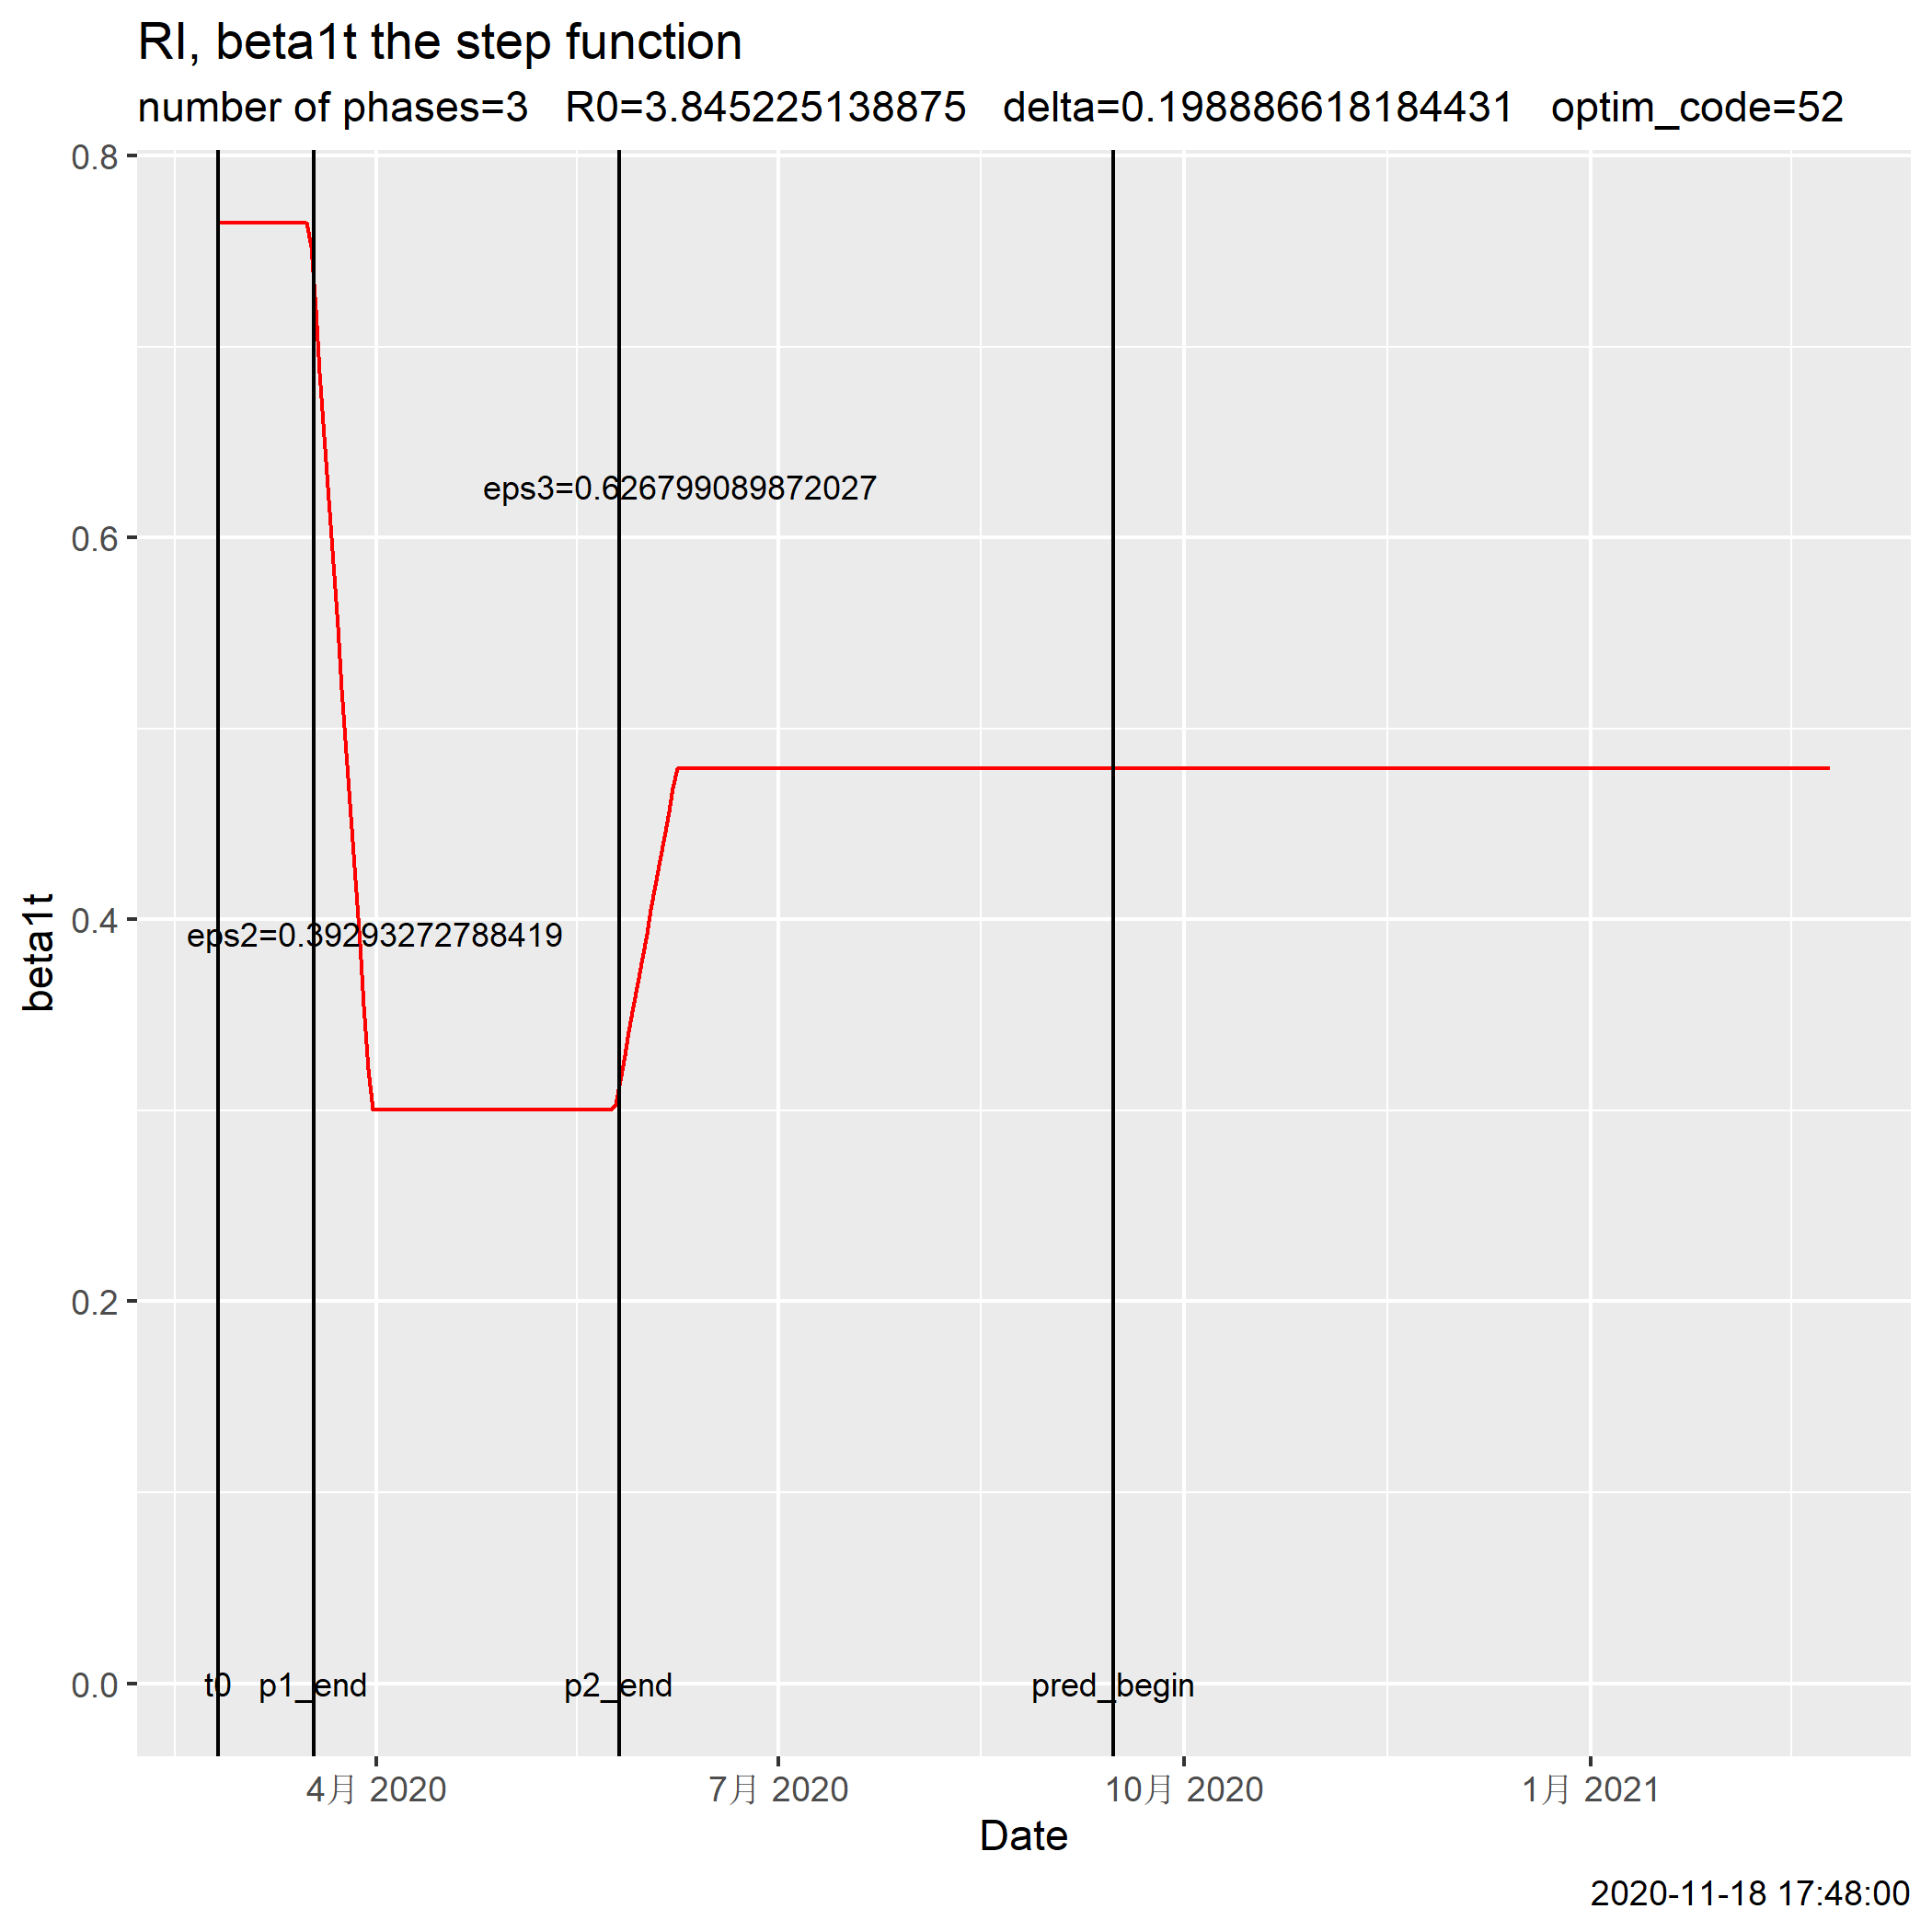 RI, beta1t the step function
number of phases=3   R0=3.845225138875   delta=0.198886618184431   optim_code=52
0.8
0.6
0.4
0.2
0.0
beta1t
eps3=0.626799089872027
eps2=0.39293272788419
t0
p1_end
p2_end
pred_begin
4月 2020
7月 2020
10月 2020
1月 2021
Date
2020-11-18 17:48:00